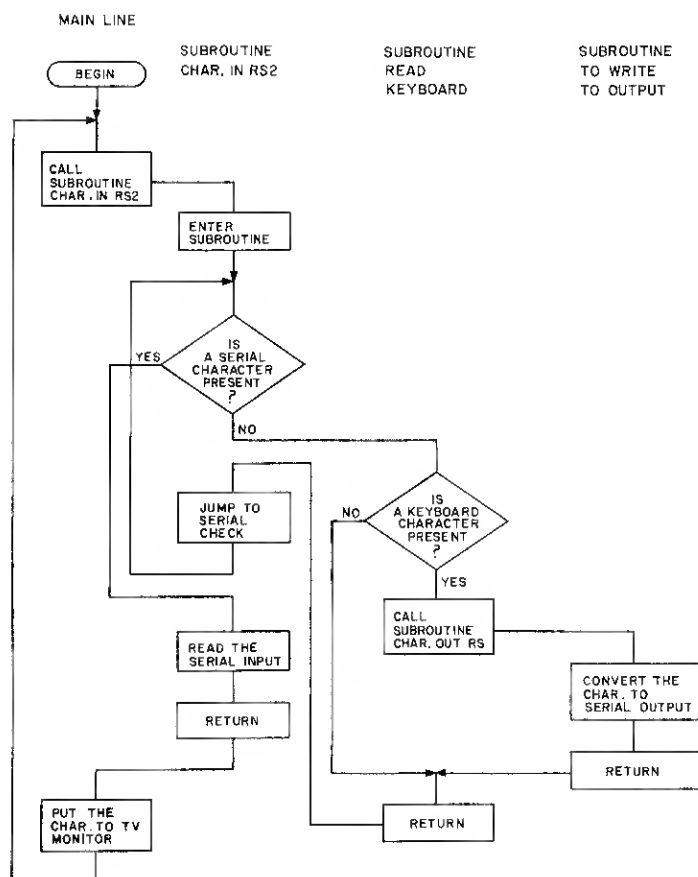 MAIN LINE
SUBROUTINE
CHAR. IN RS2
SUBROUTINE
READ
KEYBOARD
SUBROUTINE
TO WRITE
TO OUTPUT
BEGIN
CALL
SUBROUTINE
CHAR. IN RS2
ENTER
SUBROUTINE
IS
A SERIAL
CHARACTER
PRESENT
?
YES
NO
JUMP TO
SERIAL
CHECK
IS
A KEYBOARD
CHARACTER
PRESENT
?
NO
YES
CALL
SUBROUTINE
CHAR. OUT RS
READ THE
SERIAL INPUT
CONVERT THE
CHAR. TO
SERIAL OUTPUT
RETURN
RETURN
PUT THE
CHAR. TO TV
MONITOR
RETURN